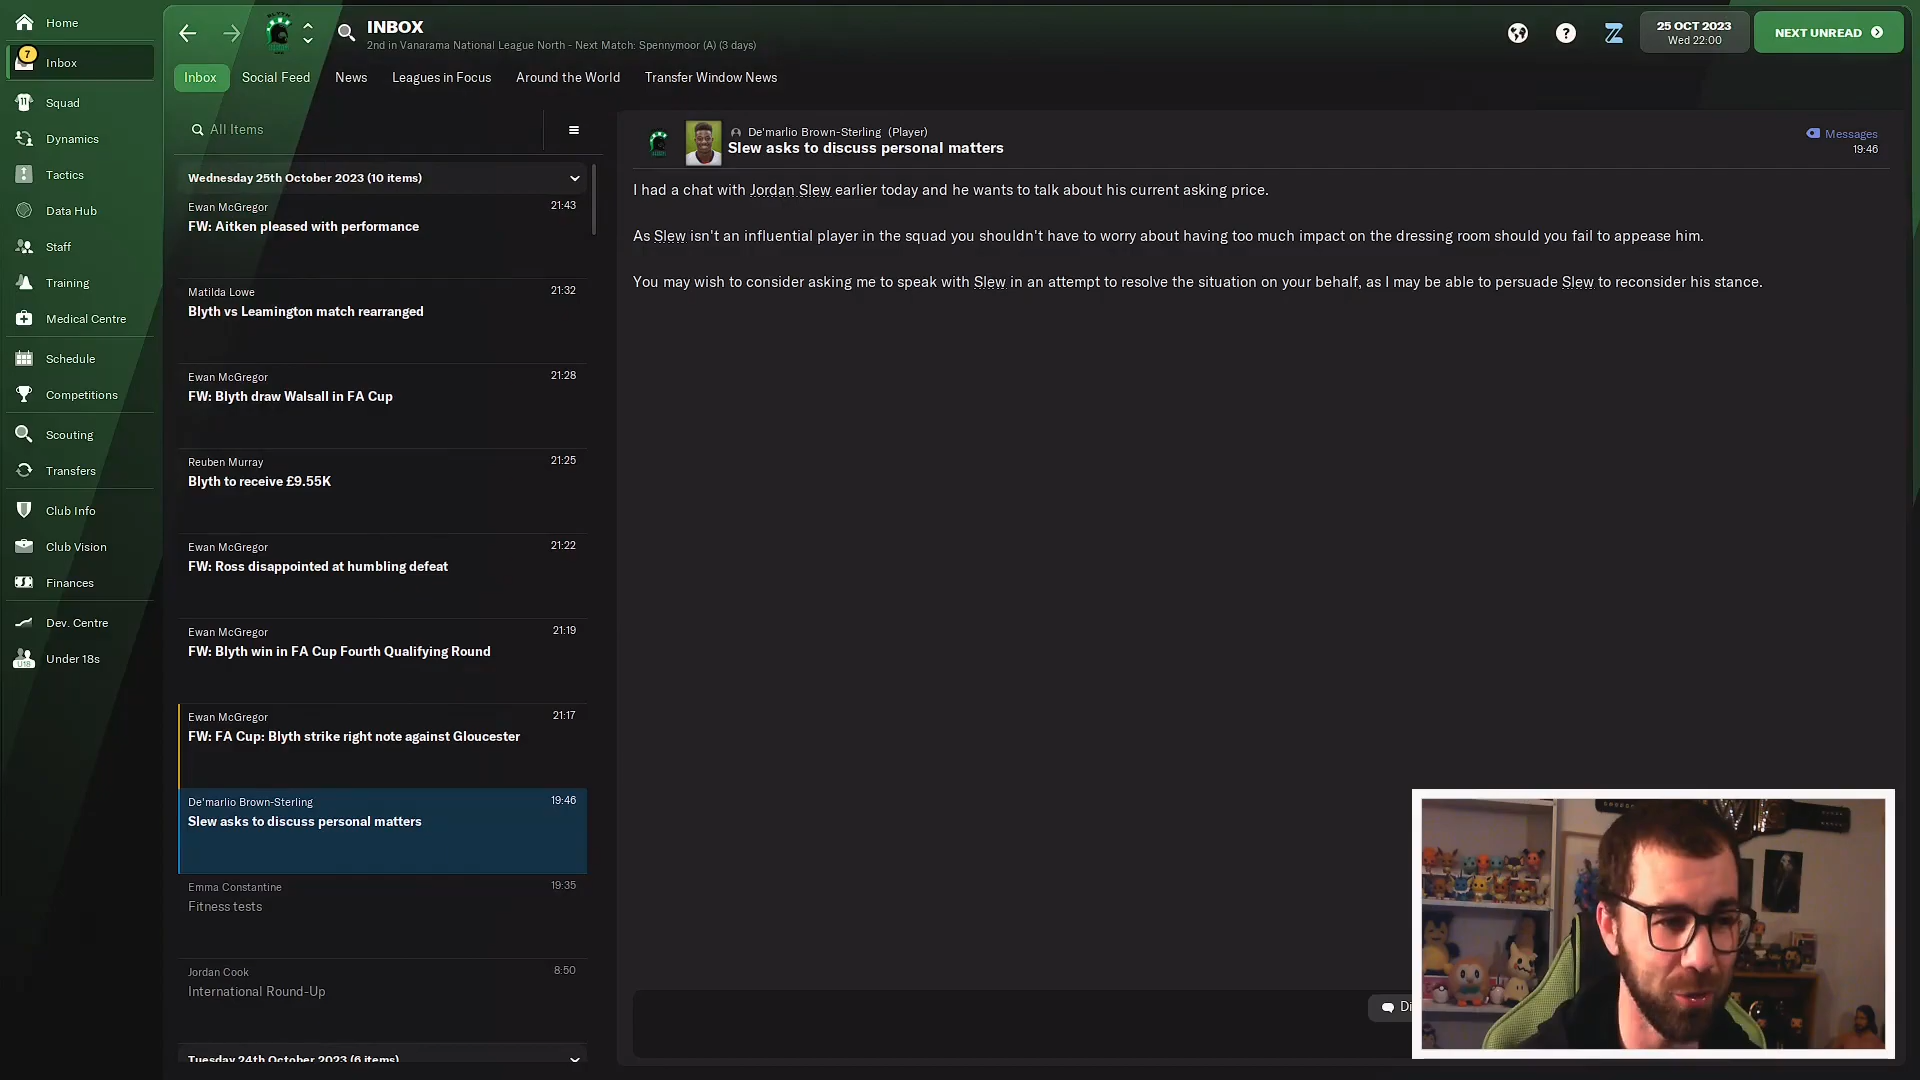 Home
7
Inbox
Squad
Dynamics
Tactics
Data Hub
Staff
Training
Medical Centre
Schedule
Competitions
Scouting
Transfers
Club Info
Club Vision
Finances
Dev. Centre
U18
Under 18s
INBOX
2nd in Vanarama National League North - Next Match: Spennymoor (A) (3 days)
25 OCT 2023
Wed 22:00
NEXT UNREAD
Inbox
Social Feed
News
Leagues in Focus
Around the World
Transfer Window News
All Items
Wednesday 25th October 2023 (10 items)
Ewan McGregor 21:43
FW: Aitken pleased with performance
Matilda Lowe 21:32
Blyth vs Leamington match rearranged
Ewan McGregor 21:28
FW: Blyth draw Walsall in FA Cup
Reuben Murray 21:25
Blyth to receive £9.55K
Ewan McGregor 21:22
FW: Ross disappointed at humbling defeat
Ewan McGregor 21:19
FW: Blyth win in FA Cup Fourth Qualifying Round
Ewan McGregor 21:17
FW: FA Cup: Blyth strike right note against Gloucester
De'marlio Brown-Sterling 19:46
Slew asks to discuss personal matters
Emma Constantine 19:35
Fitness tests
Jordan Cook 8:50
International Round-Up
Tuesday 24th October 2023 (6 items)
De'marlio Brown-Sterling (Player)
Slew asks to discuss personal matters
Messages
19:46
I had a chat with Jordan Slew earlier today and he wants to talk about his current asking price.
As Slew isn't an influential player in the squad you shouldn't have to worry about having too much impact on the dressing room should you fail to appease him.
You may wish to consider asking me to speak with Slew in an attempt to resolve the situation on your behalf, as I may be able to persuade Slew to reconsider his stance.